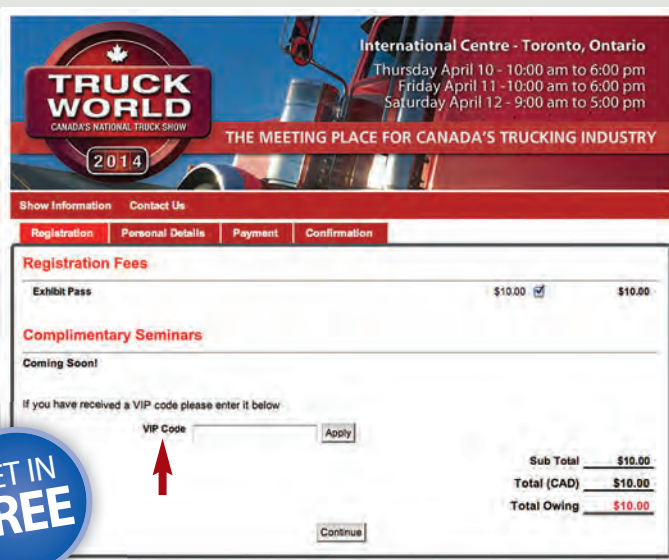 TRUCK
WORLD
CANADA'S NATIONAL TRUCK SHOW
2014
International Centre - Toronto, Ontario
Thursday April 10 - 10:00 am to 6:00 pm
Friday April 11 -10:00 am to 6:00 pm
Saturday April 12 - 9:00 am to 5:00 pm
THE MEETING PLACE FOR CANADA'S TRUCKING INDUSTRY
Show Information Contact Us
Registration Personal Details Payment Confirmation
Registration Fees
Exhibit Pass $10.00 $10.00
Complimentary Seminars
Coming Soon!
If you have received a VIP code please enter it below
VIP Code Apply
Sub Total $10.00
Total (CAD) $10.00
Total Owing $10.00
Continue
ET IN
REE